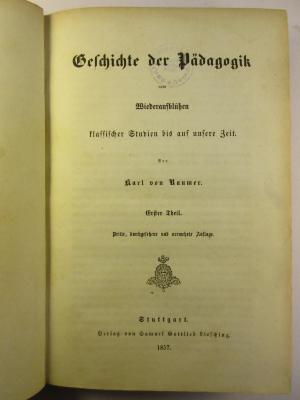 Geschichte der Pädagogik
vom
Wiederaufblühen
klassischer Studien bis auf unsere Zeit.
Von
Karl von Raumer.
Erster Theil.
Dritte, durchgesehene und vermehrte Auflage.
Stuttgart.
Verlag von Samuel Gottlieb Liesching.
1857.